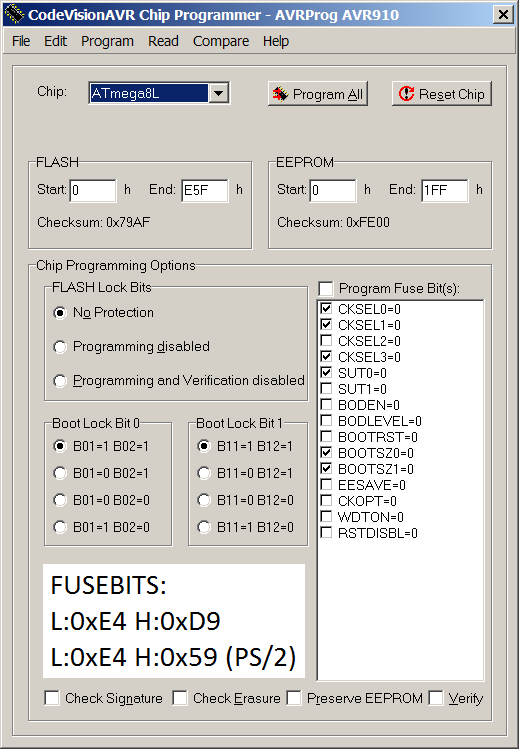 CodeVisionAVR Chip Programmer - AVRProg AVR910
File Edit Program Read Compare Help
Chip: ATmega8L Program All Reset Chip
FLASH
Start: 0 h End: E5F h
Checksum: 0x79AF
EEPROM
Start: 0 h End: 1FF h
Checksum: 0xFE00
Chip Programming Options
FLASH Lock Bits
No Protection
Programming disabled
Programming and Verification disabled
Boot Lock Bit 0
B01=1 B02=1
B01=0 B02=1
B01=0 B02=0
B01=1 B02=0
Boot Lock Bit 1
B11=1 B12=1
B11=0 B12=1
B11=0 B12=0
B11=1 B12=0
Program Fuse Bit(s):
CKSEL0=0
CKSEL1=0
CKSEL2=0
CKSEL3=0
SUT0=0
SUT1=0
BODEN=0
BODLEVEL=0
BOOTRST=0
BOOTSZ0=0
BOOTSZ1=0
EESAVE=0
CKOPT=0
WDTON=0
RSTDISBL=0
FUSEBITS:
L:0xE4 H:0xD9
L:0xE4 H:0x59 (PS/2)
Check Signature Check Erasure Preserve EEPROM Verify